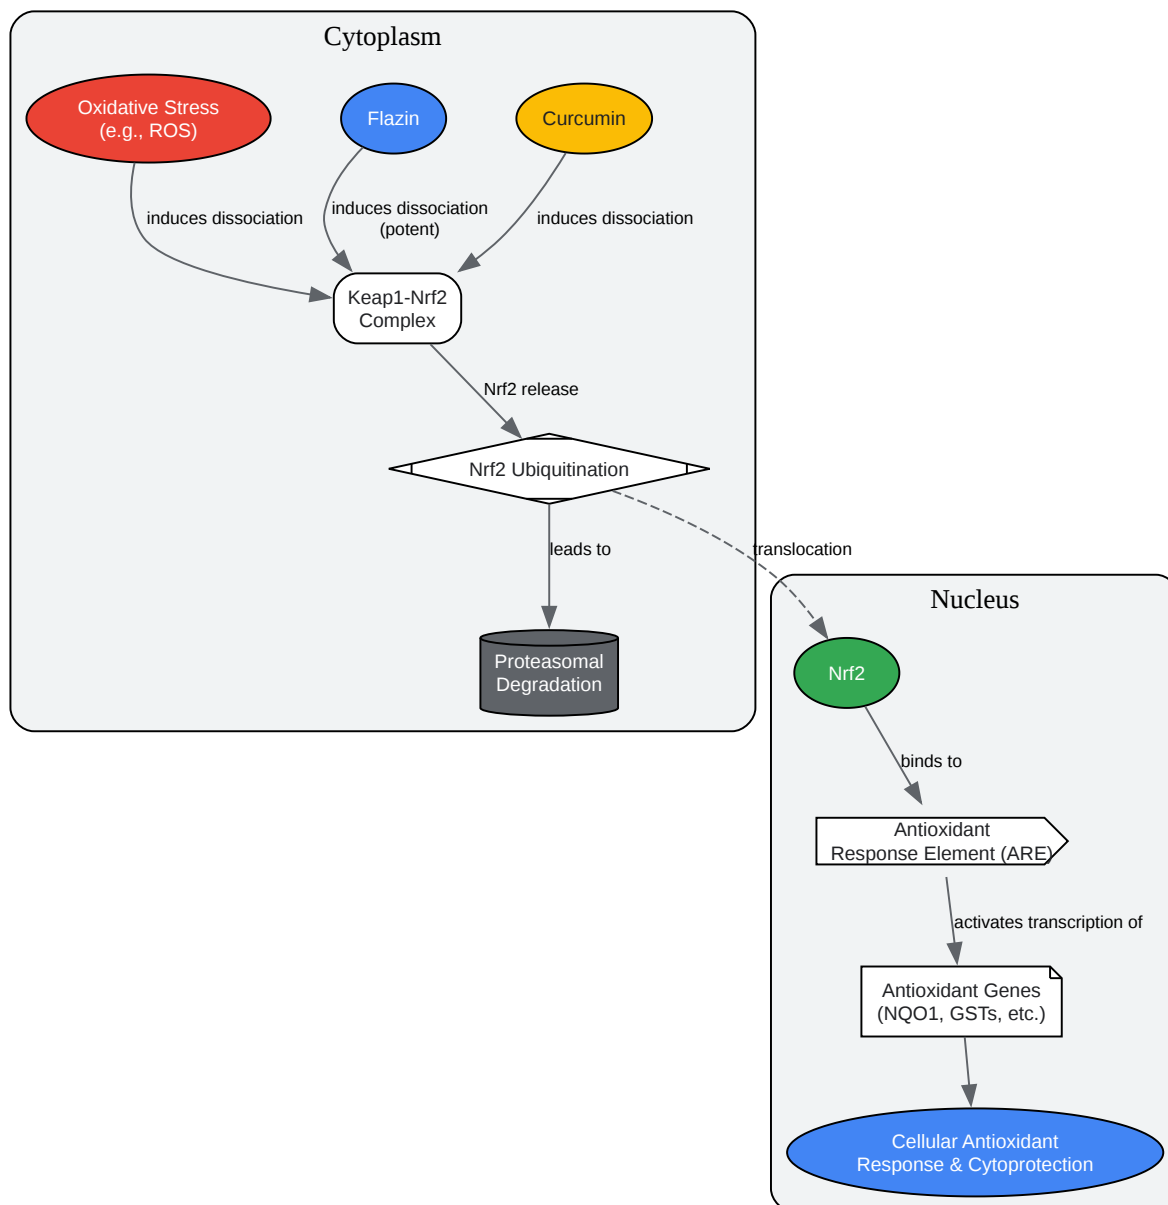 Cytoplasm
Oxidative Stress
(e.g., ROS)
Flazin
Curcumin
induces dissociation
induces dissociation
(potent)
induces dissociation
Keap1-Nrf2
Complex
Nrf2 release
Nrf2 Ubiquitination
leads to
translocation
Proteasomal
Degradation
Nucleus
Nrf2
binds to
Antioxidant
Response Element (ARE)
activates transcription of
Antioxidant Genes
(NQO1, GSTs, etc.)
Cellular Antioxidant
Response & Cytoprotection